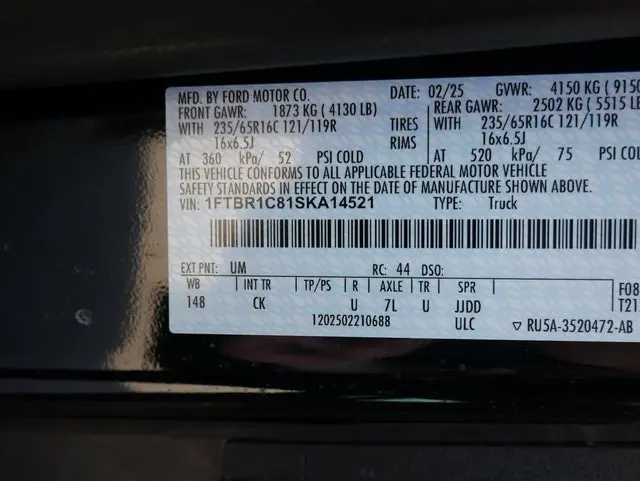 MFD. BY FORD MOTOR CO. DATE: 02/25 GVWR: 4150 KG ( 9150
FRONT GAWR: 1873 KG ( 4130 LB) REAR GAWR: 2502 KG ( 5515 LB
WITH 235/65R16C 121/119R TIRES WITH 235/65R16C 121/119R
16x6.5J RIMS 16x6.5J
AT 360 kPa/ 52 PSI COLD AT 520 kPa/ 75 PSI COL
THIS VEHICLE CONFORMS TO ALL APPLICABLE FEDERAL MOTOR VEHICLE
SAFETY STANDARDS IN EFFECT ON THE DATE OF MANUFACTURE SHOWN ABOVE.
VIN: 1FTBR1C81SKA14521 TYPE: Truck
EXT PNT: UM RC: 44 DSO:
WB INT TR TP/PS R AXLE TR SPR F08
148 CK U 7L U JJDD T21
1202502210688 ULC ▽ RU5A-3520472-AB